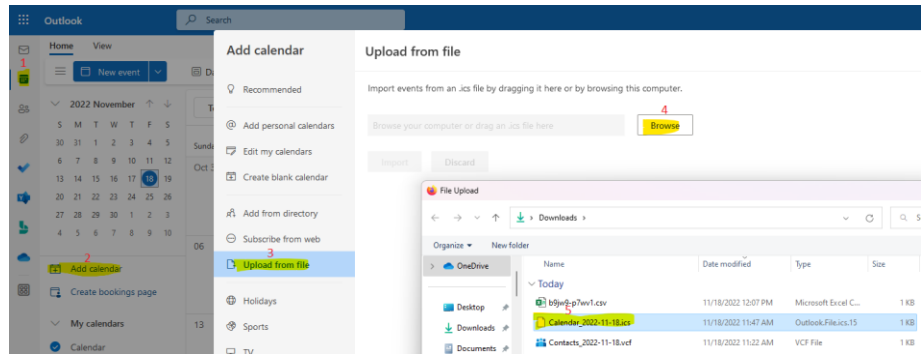 Outlook
Search
1
Home View
New event
2022 November
S M T W T F S
30 31 1 2 3 4 5
6 7 8 9 10 11 12
13 14 15 16 17 18 19
20 21 22 23 24 25 26
27 28 29 30 1 2 3
4 5 6 7 8 9 10
2
Add calendar
Create bookings page
My calendars
Calendar
06
13
Add calendar
Recommended
Add personal calendars
Edit my calendars
Create blank calendar
Add from directory
Subscribe from web
3
Upload from file
Holidays
Sports
TV
Upload from file
Import events from an .ics file by dragging it here or by browsing this computer.
4
Browse your computer or drag an .ics file here Browse
Import Discard
File Upload
Downloads
Organize New folder
OneDrive
Desktop
Downloads
Documents
Name Date modified Type Size
Today
b9jw9-p7wv1.csv 11/18/2022 12:07 PM Microsoft Excel C... 1 KB
5
Calendar_2022-11-18.ics 11/18/2022 11:47 AM Outlook.File.ics.15 1 KB
Contacts_2022-11-18.vcf 11/18/2022 11:22 AM VCF File 1 KB